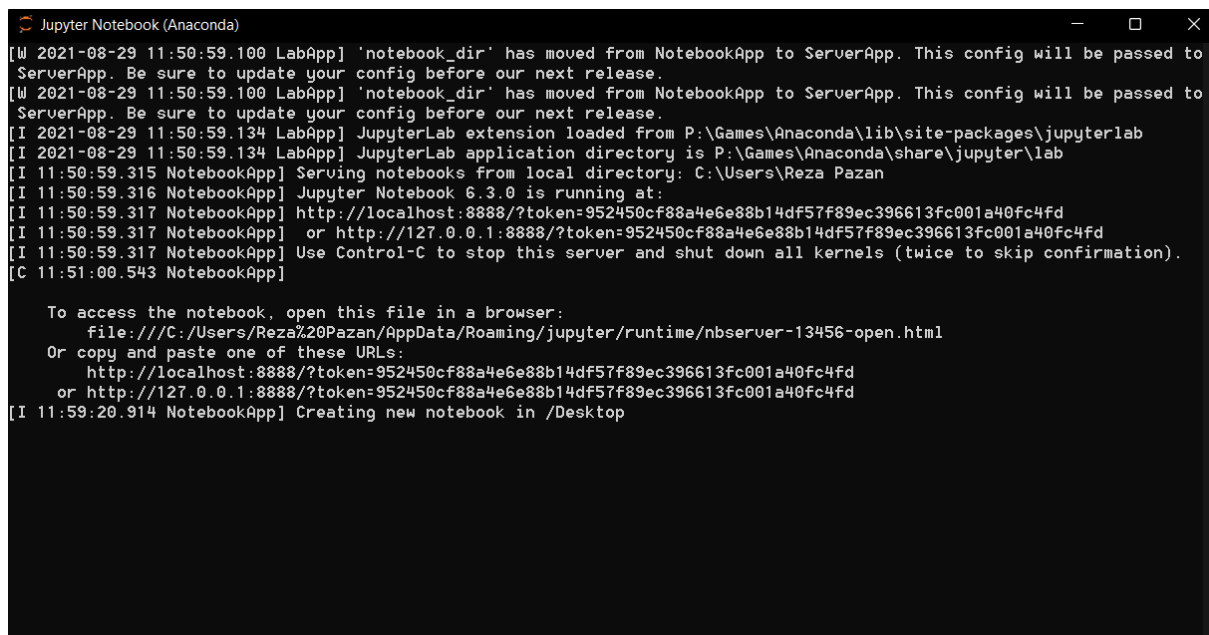 Jupyter Notebook (Anaconda)
[W 2021-08-29 11:50:59.100 LabApp] 'notebook_dir' has moved from NotebookApp to ServerApp. This config will be passed to
ServerApp. Be sure to update your config before our next release.
[W 2021-08-29 11:50:59.100 LabApp] 'notebook_dir' has moved from NotebookApp to ServerApp. This config will be passed to
ServerApp. Be sure to update your config before our next release.
[I 2021-08-29 11:50:59.134 LabApp] JupyterLab extension loaded from P:\Games\Anaconda\lib\site-packages\jupyterlab
[I 2021-08-29 11:50:59.134 LabApp] JupyterLab application directory is P:\Games\Anaconda\share\jupyter\lab
[I 11:50:59.315 NotebookApp] Serving notebooks from local directory: C:\Users\Reza Pazan
[I 11:50:59.316 NotebookApp] Jupyter Notebook 6.3.0 is running at:
[I 11:50:59.317 NotebookApp] http://localhost:8888/?token=952450cf88a4e6e88b14df57f89ec396613fc001a40fc4fd
[I 11:50:59.317 NotebookApp]  or http://127.0.0.1:8888/?token=952450cf88a4e6e88b14df57f89ec396613fc001a40fc4fd
[I 11:50:59.317 NotebookApp] Use Control-C to stop this server and shut down all kernels (twice to skip confirmation).
[C 11:51:00.543 NotebookApp]
To access the notebook, open this file in a browser:
file:///C:/Users/Reza%20Pazan/AppData/Roaming/jupyter/runtime/nbserver-13456-open.html
Or copy and paste one of these URLs:
http://localhost:8888/?token=952450cf88a4e6e88b14df57f89ec396613fc001a40fc4fd
or http://127.0.0.1:8888/?token=952450cf88a4e6e88b14df57f89ec396613fc001a40fc4fd
[I 11:59:20.914 NotebookApp] Creating new notebook in /Desktop